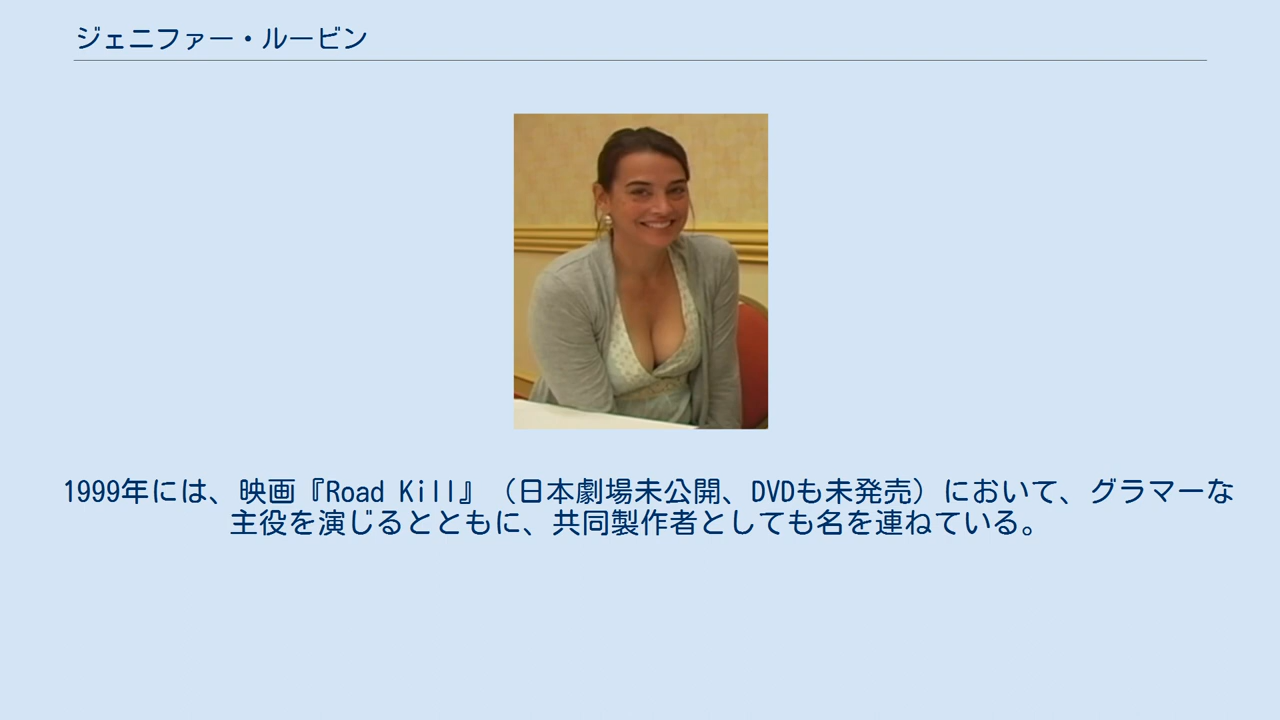 ジェニファー・ルービン
1999年には、映画『Road Kill』（日本劇場未公開、DVDも未発売）において、グラマーな
主役を演じるとともに、共同製作者としても名を連ねている。